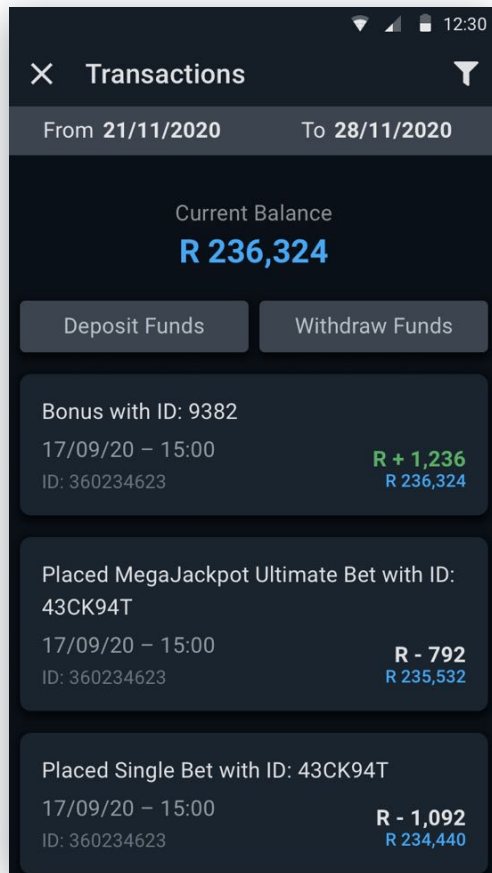 12:30
Transactions
From 21/11/2020 To 28/11/2020
Current Balance
R 236,324
Deposit Funds Withdraw Funds
Bonus with ID: 9382
17/09/20 – 15:00
R + 1,236
ID: 360234623 R 236,324
Placed MegaJackpot Ultimate Bet with ID:
43CK94T
17/09/20 – 15:00
R - 792
ID: 360234623 R 235,532
Placed Single Bet with ID: 43CK94T
17/09/20 – 15:00
R - 1,092
ID: 360234623 R 234,440